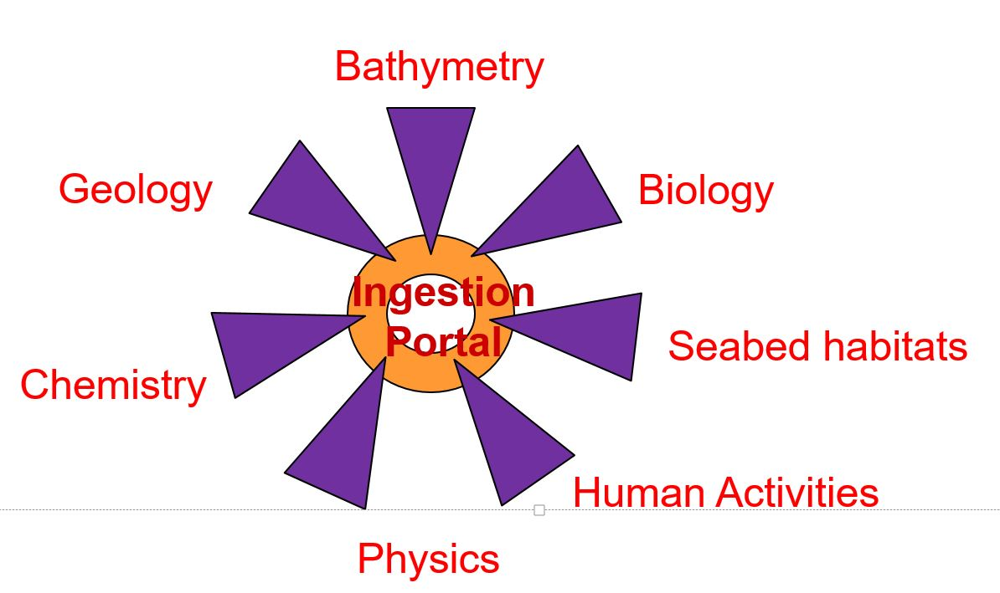 Bathymetry
Geology
Biology
Ingestion
Portal
Seabed habitats
Chemistry
Human Activities
Physics